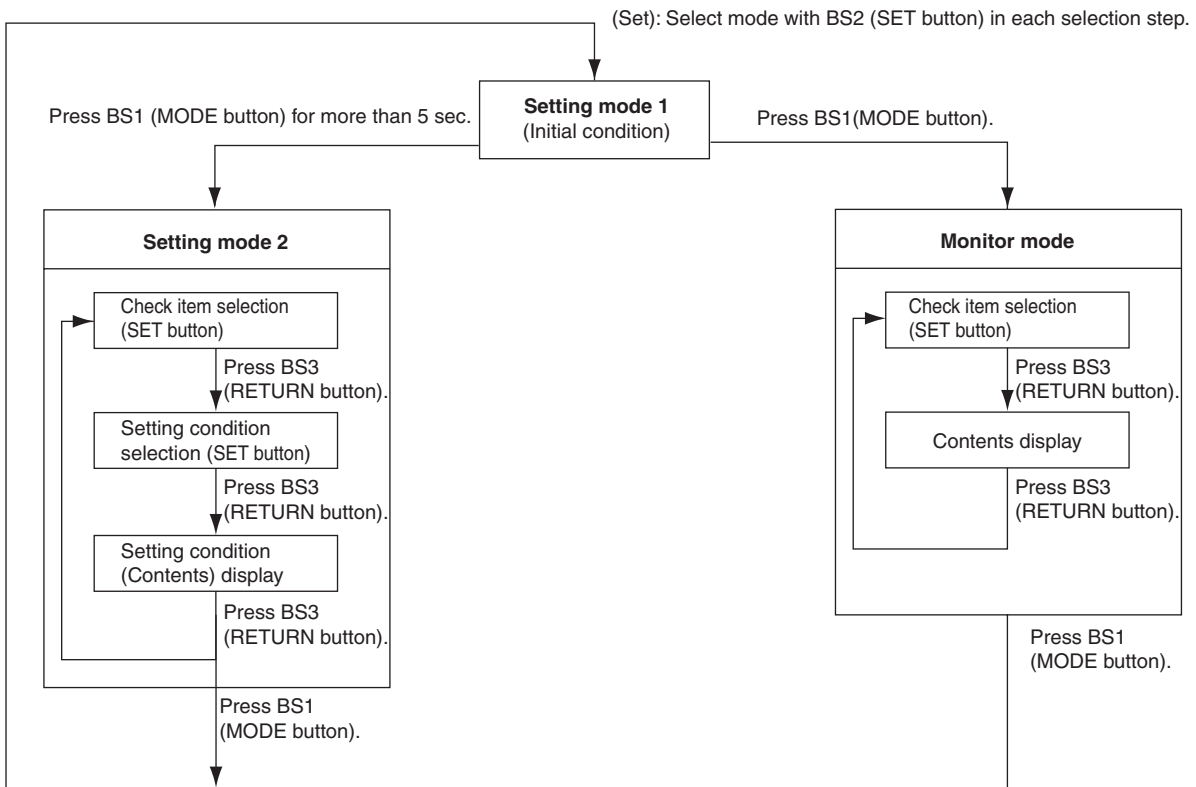 (Set): Select mode with BS2 (SET button) in each selection step.
Setting mode 1
(Initial condition)
Press BS1 (MODE button) for more than 5 sec.
Press BS1(MODE button).
Setting mode 2
Check item selection
(SET button)
Press BS3
(RETURN button).
Setting condition
selection (SET button)
Press BS3
(RETURN button).
Setting condition
(Contents) display
Press BS3
(RETURN button).
Press BS1
(MODE button).
Monitor mode
Check item selection
(SET button)
Press BS3
(RETURN button).
Contents display
Press BS3
(RETURN button).
Press BS1
(MODE button).